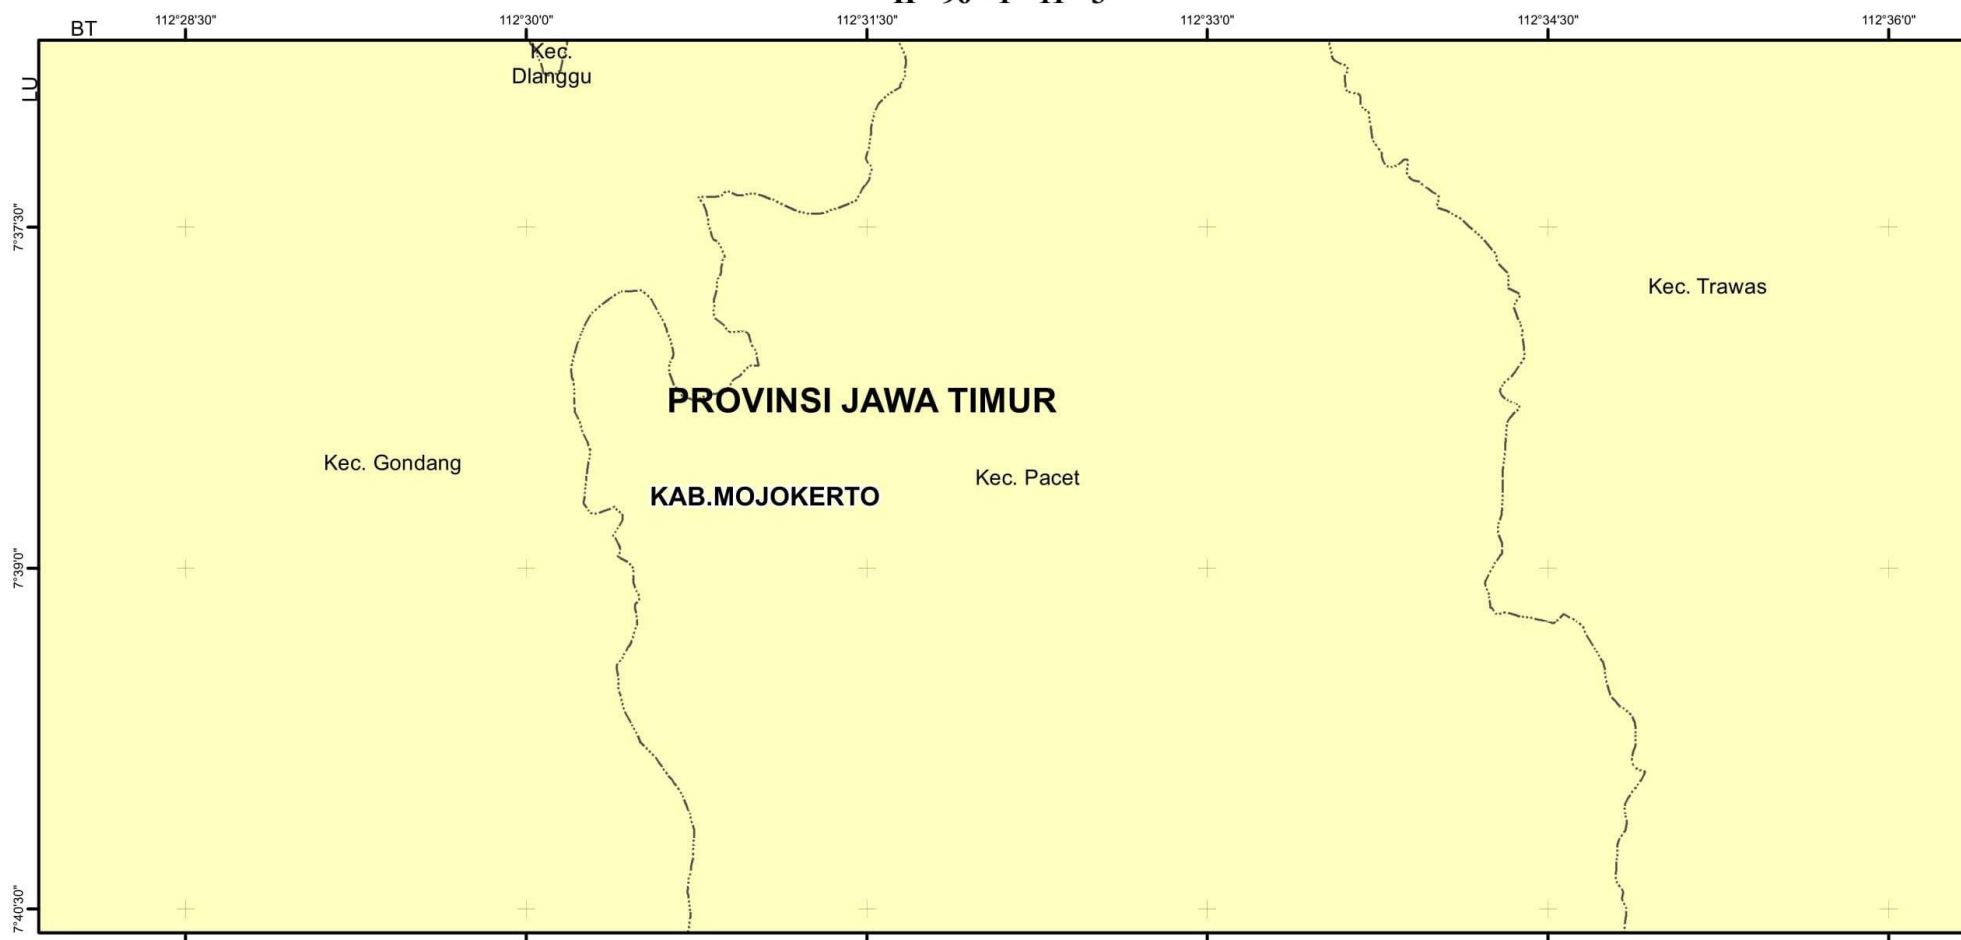 112°28'30" 112°30'0" 112°31'30" 112°33'0" 112°34'30" 112°36'0"
BT
LU
Kec.
Dlanggu
7°37'30"
Kec. Trawas
PROVINSI JAWA TIMUR
Kec. Gondang
Kec. Pacet
KAB.MOJOKERTO
7°39'0"
7°40'30"